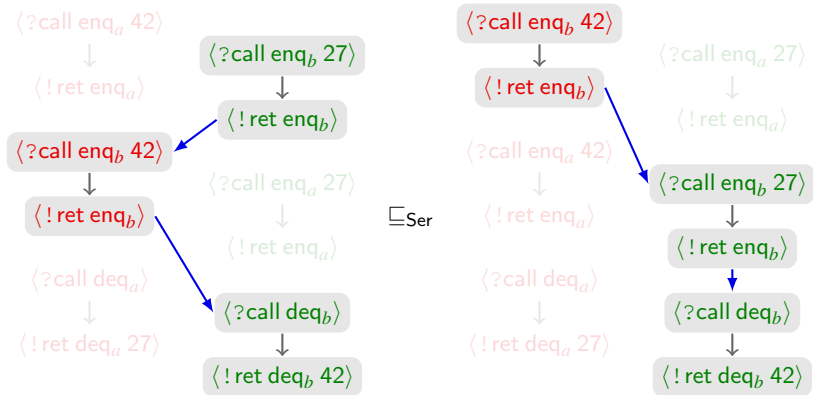 ⟨?call enq_a 42⟩
⟨?call enq_b 27⟩
⟨! ret enq_a⟩
⟨! ret enq_b⟩
⟨?call enq_b 42⟩
⟨?call enq_a 27⟩
⟨! ret enq_b⟩
⟨! ret enq_a⟩
⟨?call deq_a⟩
⟨?call deq_b⟩
⟨! ret deq_a 27⟩
⟨! ret deq_b 42⟩
⊑Ser
⟨?call enq_b 42⟩
⟨?call enq_a 27⟩
⟨! ret enq_b⟩
⟨! ret enq_a⟩
⟨?call enq_a 42⟩
⟨?call enq_b 27⟩
⟨! ret enq_a⟩
⟨! ret enq_b⟩
⟨?call deq_a⟩
⟨?call deq_b⟩
⟨! ret deq_a 27⟩
⟨! ret deq_b 42⟩